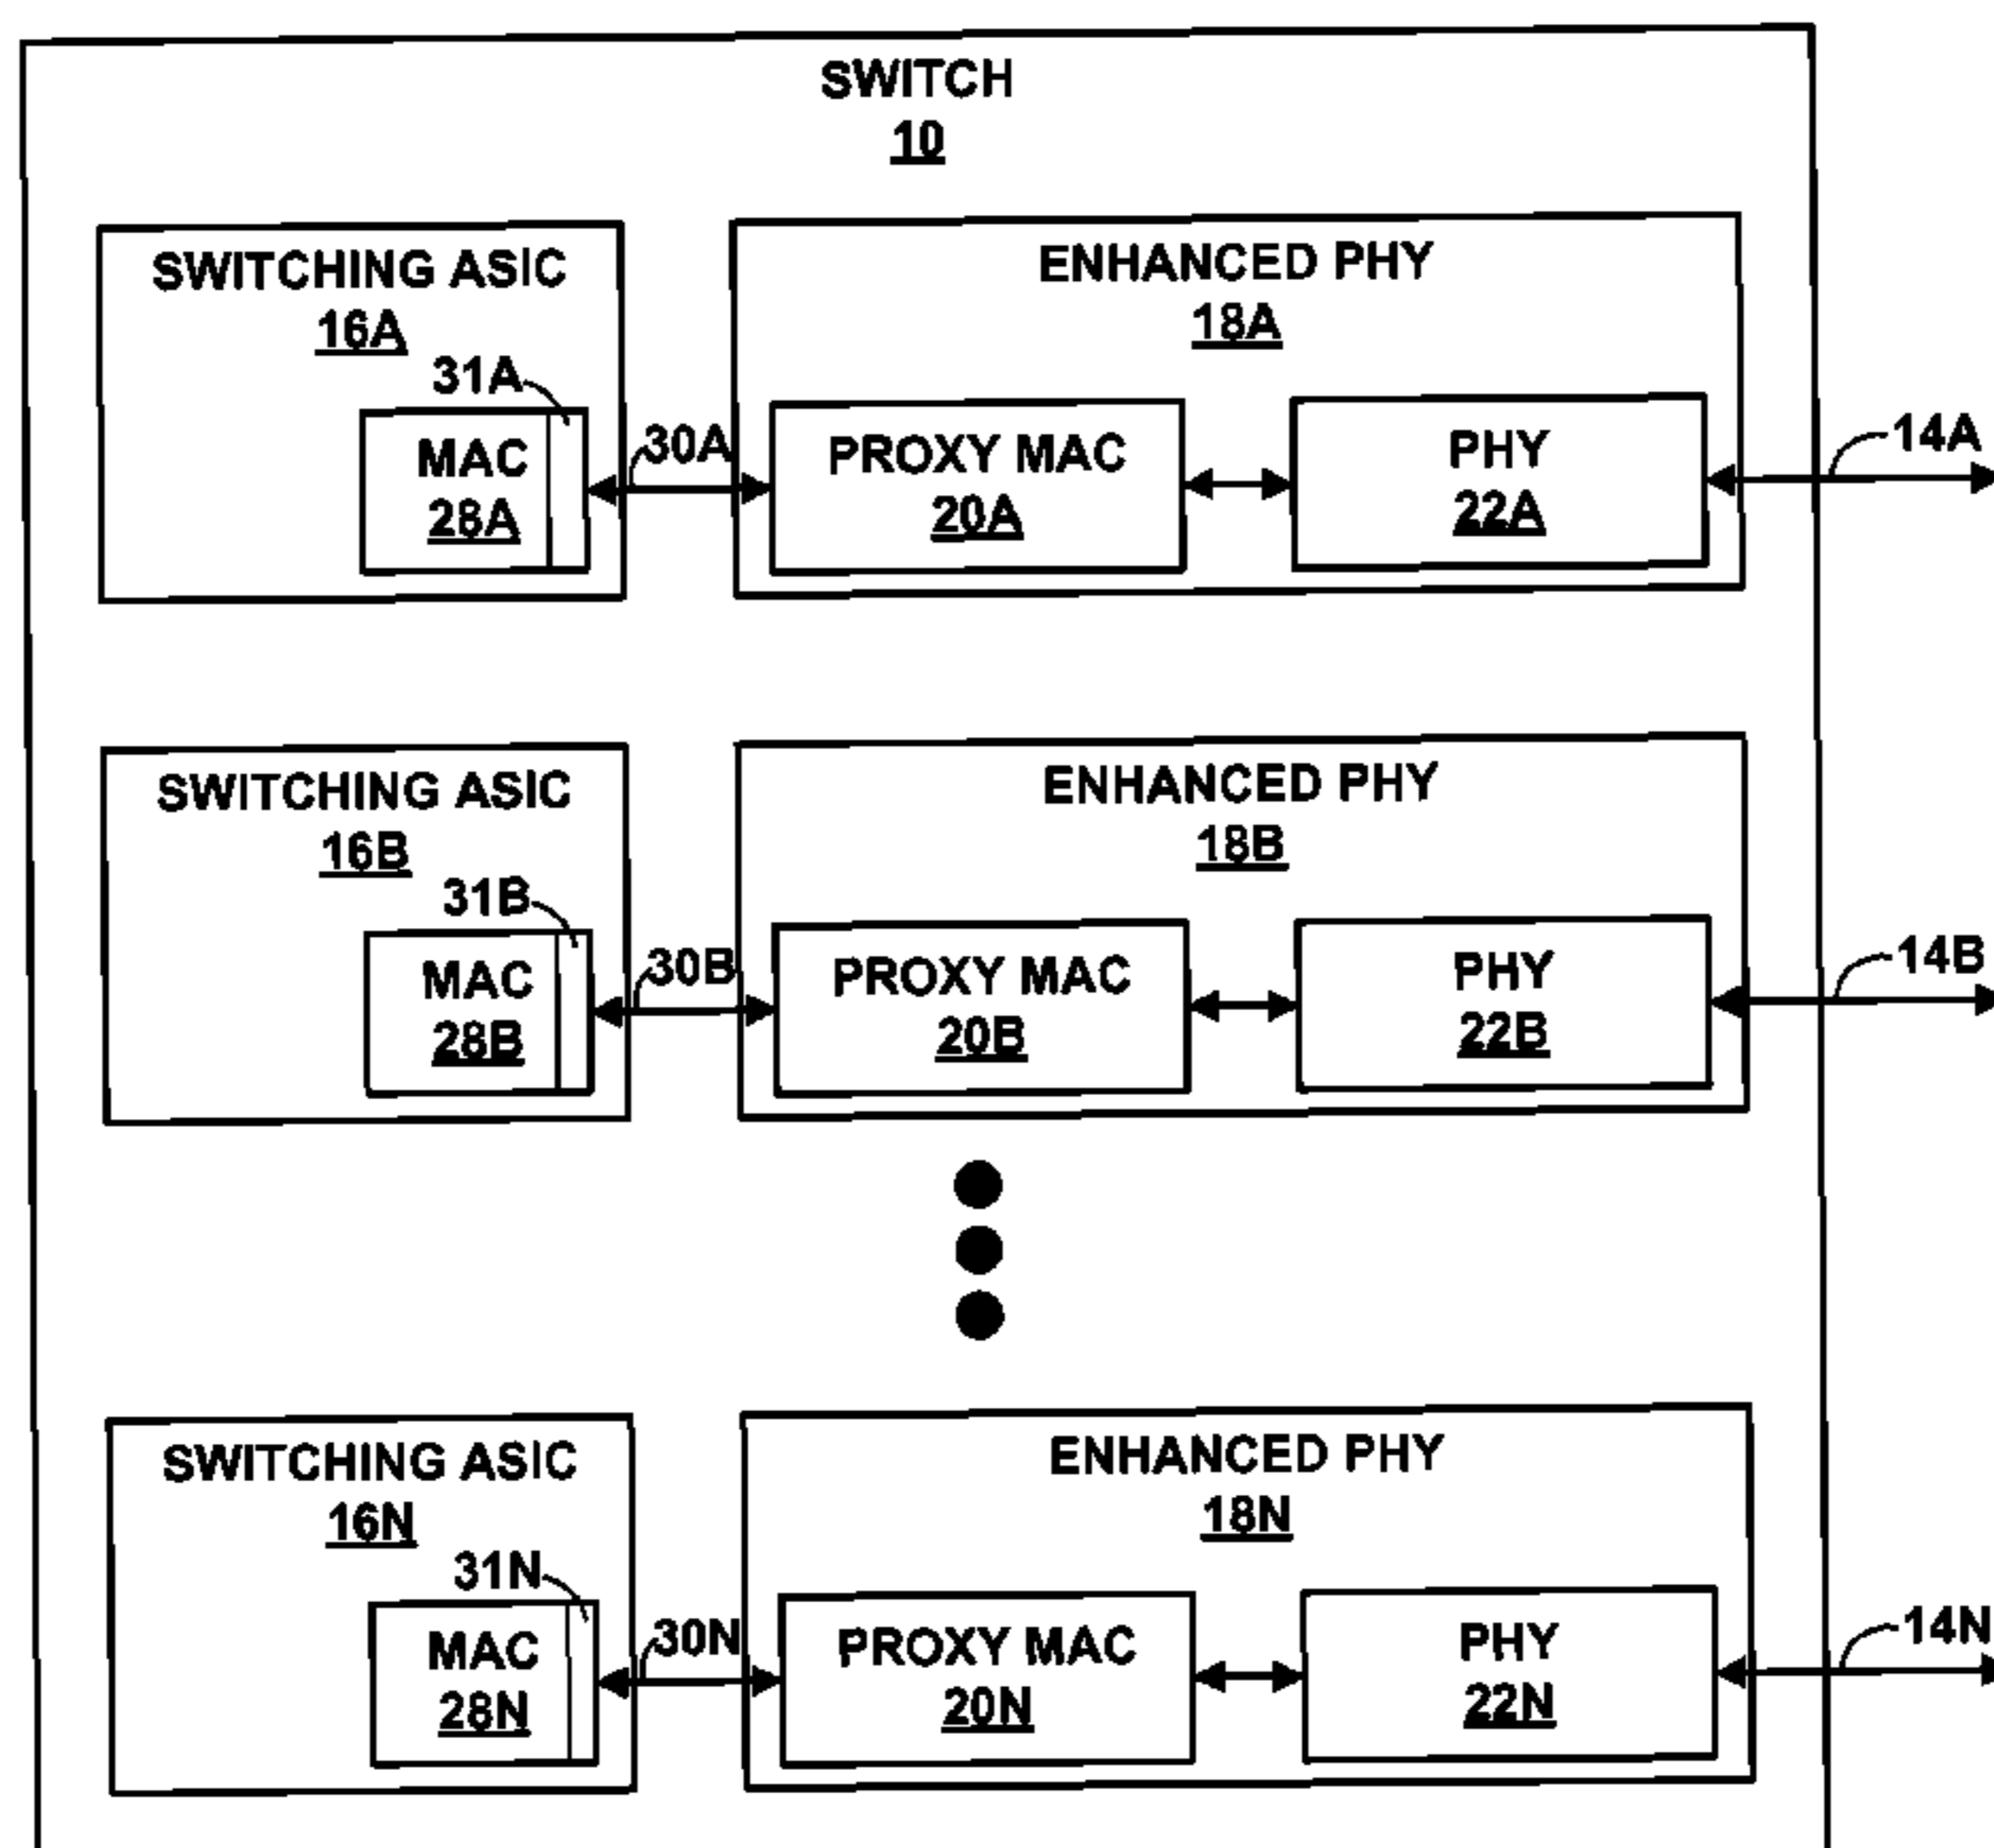 SWITCH
10
SWITCHING ASIC
16A
31A
MAC
28A
30A
ENHANCED PHY
18A
PROXY MAC
20A
PHY
22A
14A
SWITCHING ASIC
16B
31B
MAC
28B
30B
ENHANCED PHY
18B
PROXY MAC
20B
PHY
22B
14B
SWITCHING ASIC
16N
31N
MAC
28N
30N
ENHANCED PHY
18N
PROXY MAC
20N
PHY
22N
14N